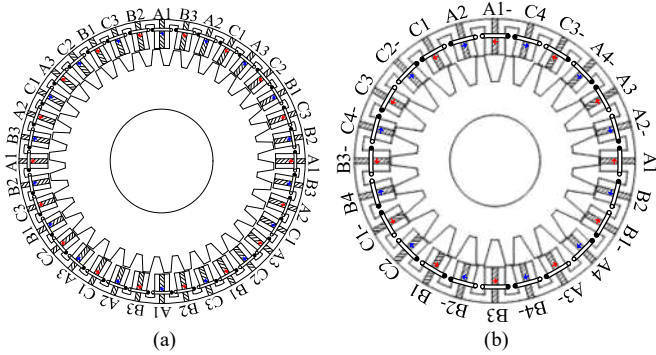 A1
B3
A2
C1
A3
C2
B1
C3
B2
A1
B3
A2
C1
A3
C2
B1
C3
B2
A1
B3
A2
C1
A3
C2
B1
C3
B2
A1
B3
A2
C1
A3
C2
B1
C3
B2
(a)
A1-
C4
C3-
A4-
A3
A2-
A1
B2
B1-
A4
A3-
B4-
B3
B2-
B1
C2
C1-
B4
B3-
C4-
C3
C2-
C1
A2
(b)